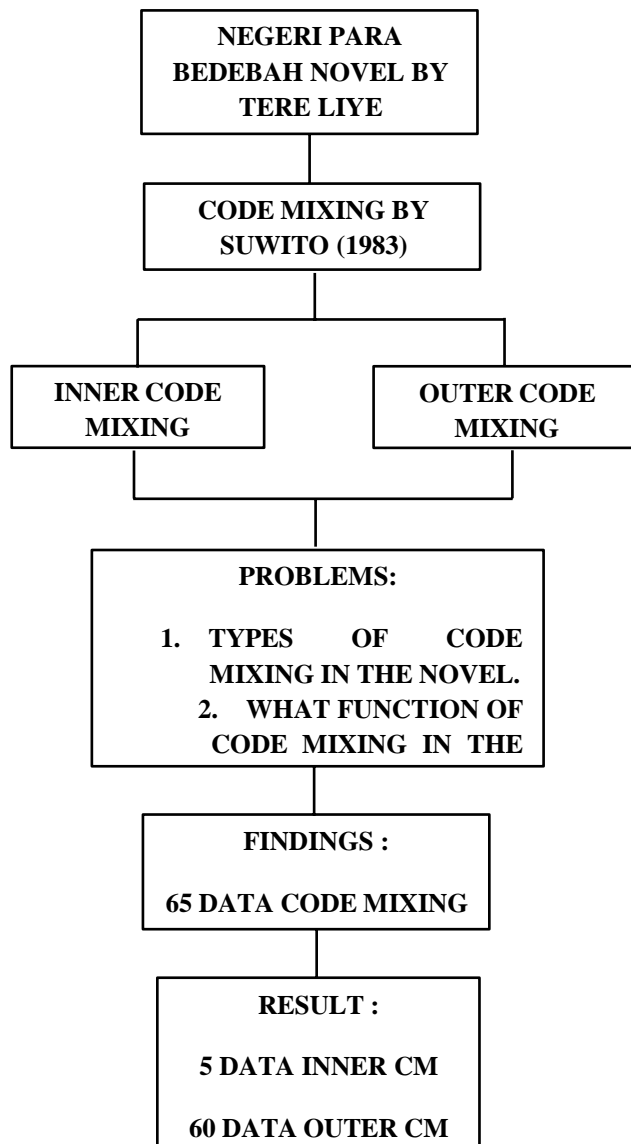 NEGERI PARA
BEDEBAH NOVEL BY
TERE LIYE
CODE MIXING BY
SUWITO (1983)
INNER CODE
MIXING
OUTER CODE
MIXING
PROBLEMS:
1. TYPES OF CODE
MIXING IN THE NOVEL.
2. WHAT FUNCTION OF
CODE MIXING IN THE
FINDINGS :
65 DATA CODE MIXING
RESULT :
5 DATA INNER CM
60 DATA OUTER CM